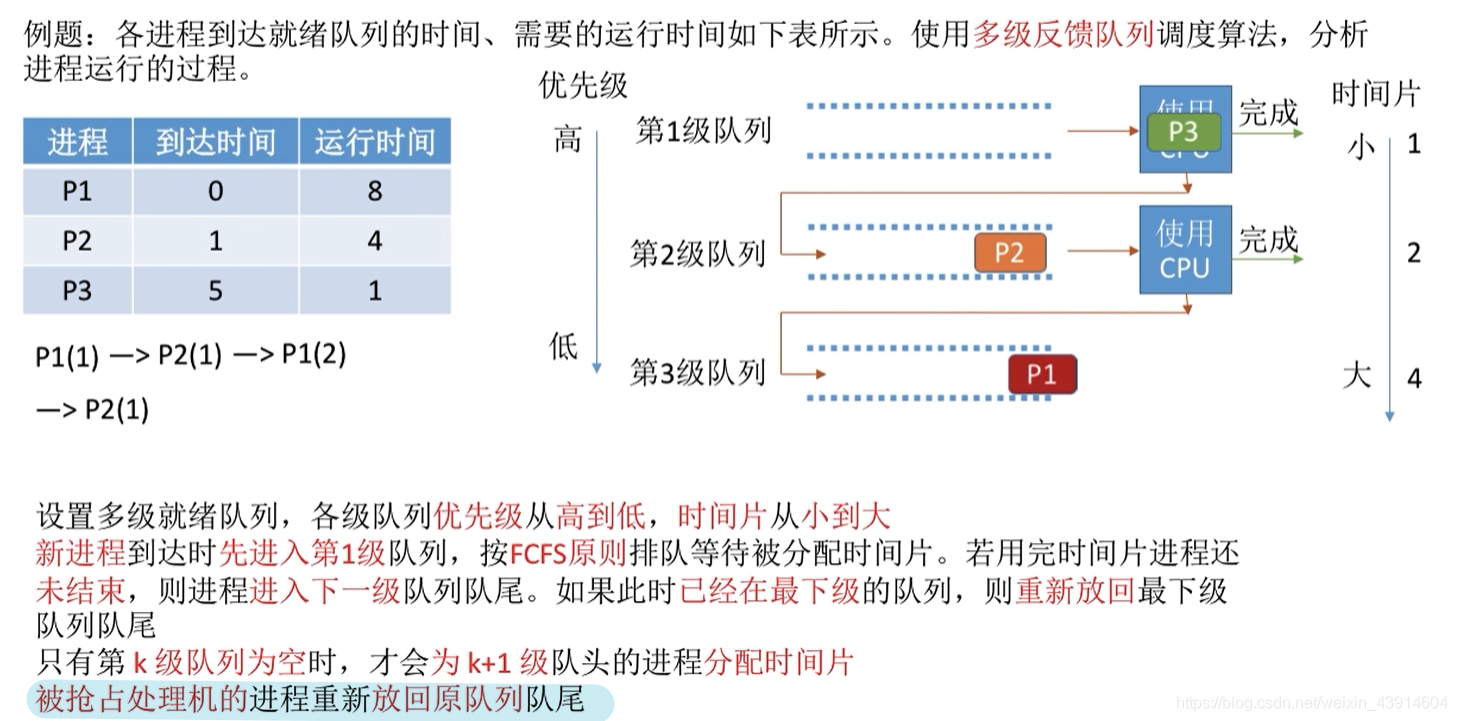 例题：各进程到达就绪队列的时间、需要的运行时间如下表所示。使用多级反馈队列调度算法，分析
进程运行的过程。
进程 到达时间 运行时间
P1 0 8
P2 1 4
P3 5 1
P1(1) —> P2(1) —> P1(2)
—> P2(1)
优先级
高
低
第1级队列
P3
完成
第2级队列
P2
使用
CPU
完成
第3级队列
P1
时间片
小 1
2
大 4
设置多级就绪队列，各级队列优先级从高到低，时间片从小到大
新进程到达时先进入第1级队列，按FCFS原则排队等待被分配时间片。若用完时间片进程还
未结束，则进程进入下一级队列队尾。如果此时已经在最下级的队列，则重新放回最下级
队列队尾
只有第 k 级队列为空时，才会为 k+1 级队头的进程分配时间片
被抢占处理机的进程重新放回原队列队尾
https://blog.csdn.net/weixin_43914604